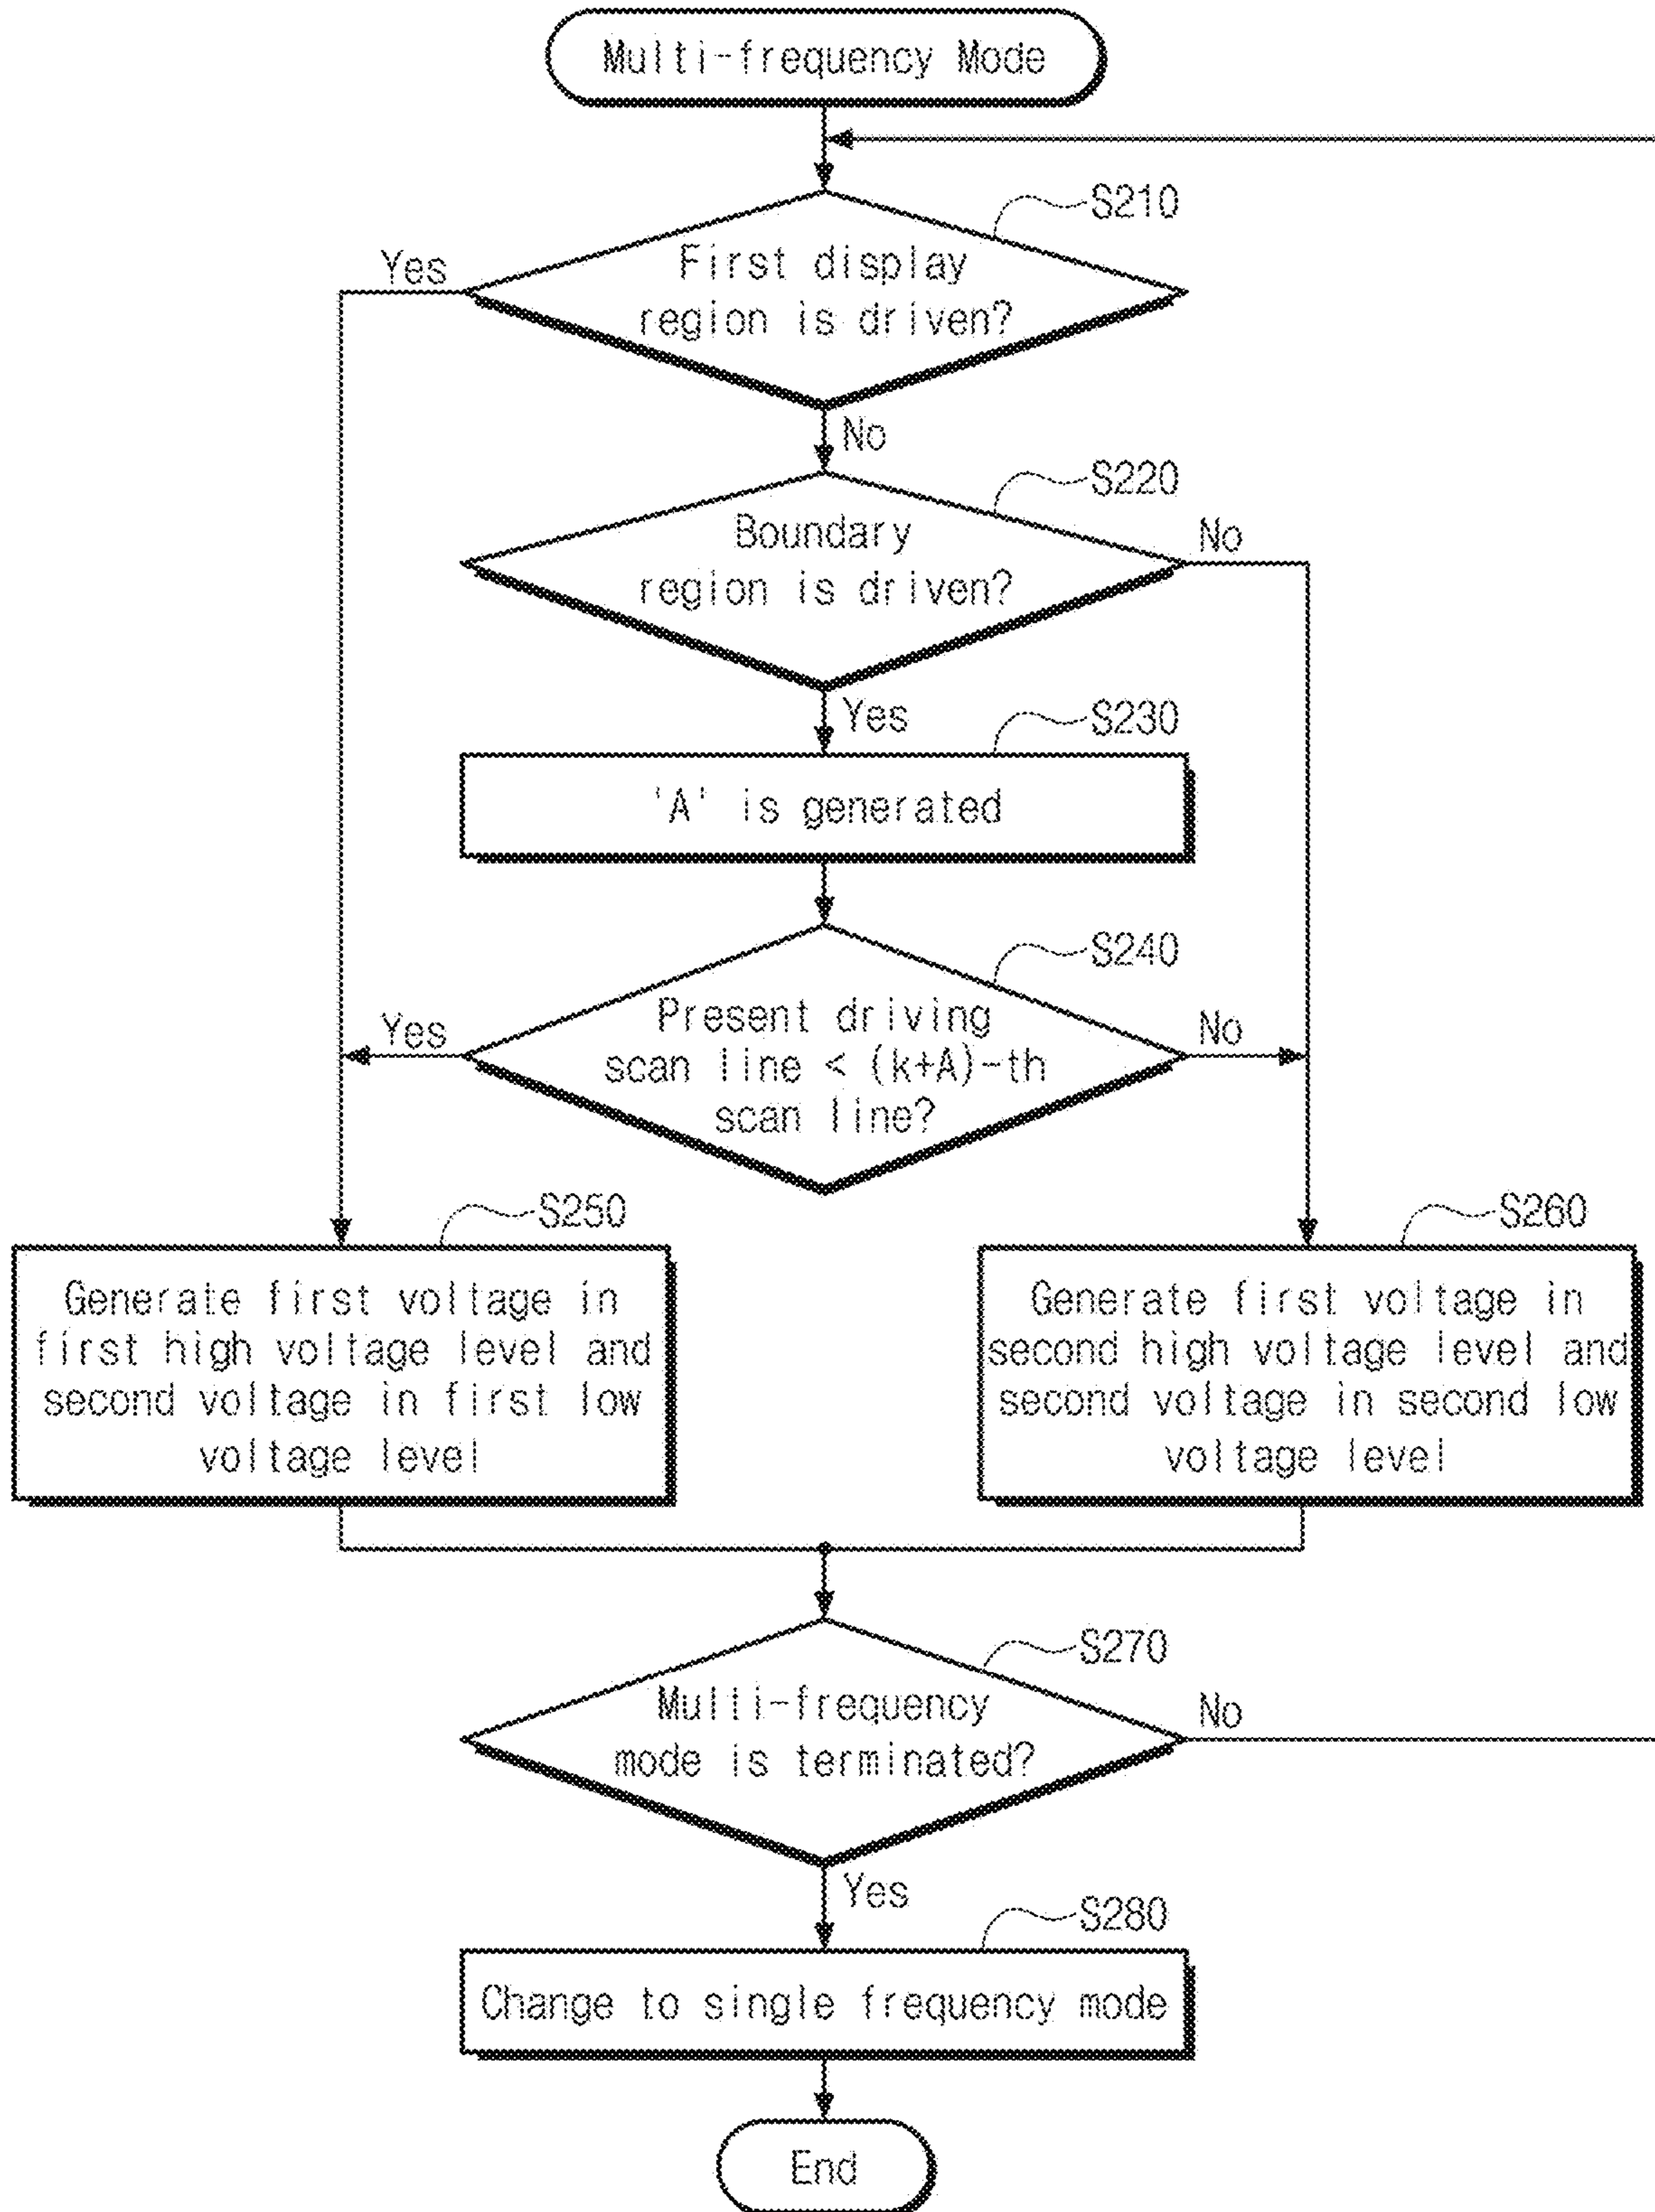 Multi-frequency Mode
S210
Yes
First display
region is driven?
No
S220
Boundary
region is driven?
No
Yes
S230
'A' is generated
S240
Yes
Present driving
scan line < (k+A)-th
scan line?
No
S250
S260
Generate first voltage in
first high voltage level and
second voltage in first low
voltage level
Generate first voltage in
second high voltage level and
second voltage in second low
voltage level
S270
Multi-frequency
mode is terminated?
No
Yes
S280
Change to single frequency mode
End